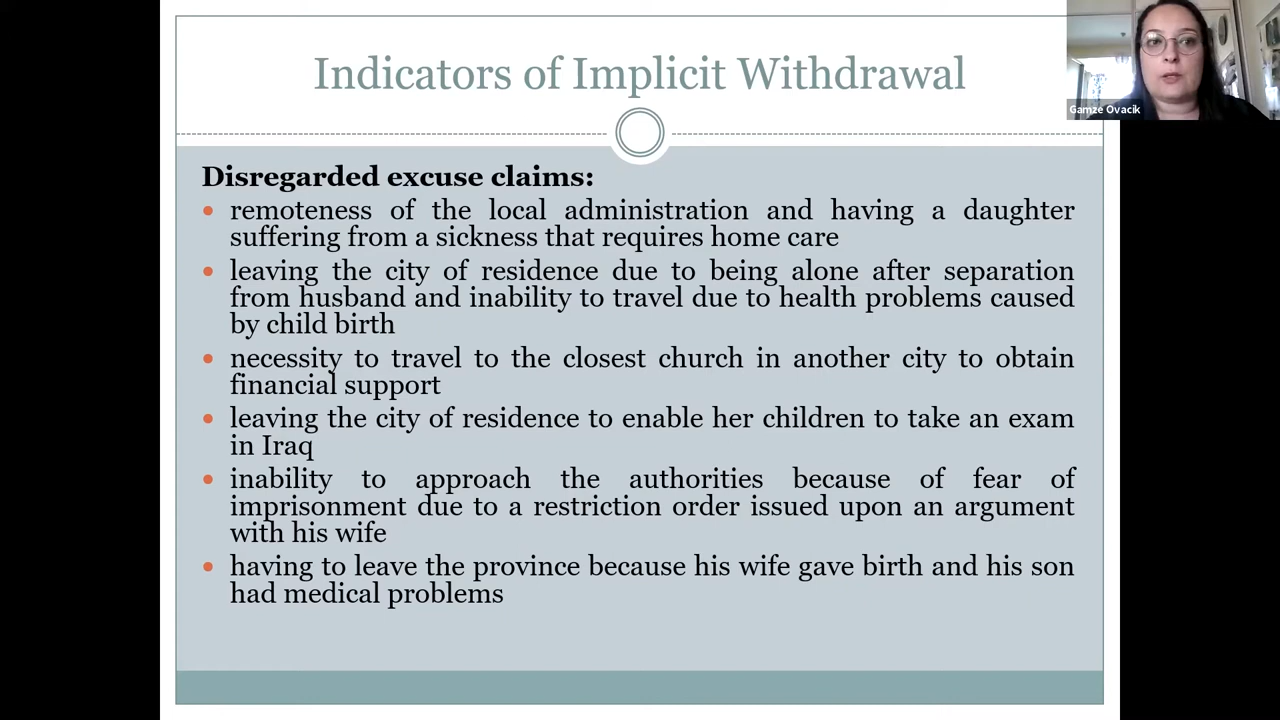 Indicators of Implicit Withdrawal
Gamze Ovacik
Disregarded excuse claims:
remoteness of the local administration and having a daughter
suffering from a sickness that requires home care
leaving the city of residence due to being alone after separation
from husband and inability to travel due to health problems caused
by child birth
necessity to travel to the closest church in another city to obtain
financial support
leaving the city of residence to enable her children to take an exam
in Iraq
inability to approach the authorities because of fear of
imprisonment due to a restriction order issued upon an argument
with his wife
having to leave the province because his wife gave birth and his son
had medical problems